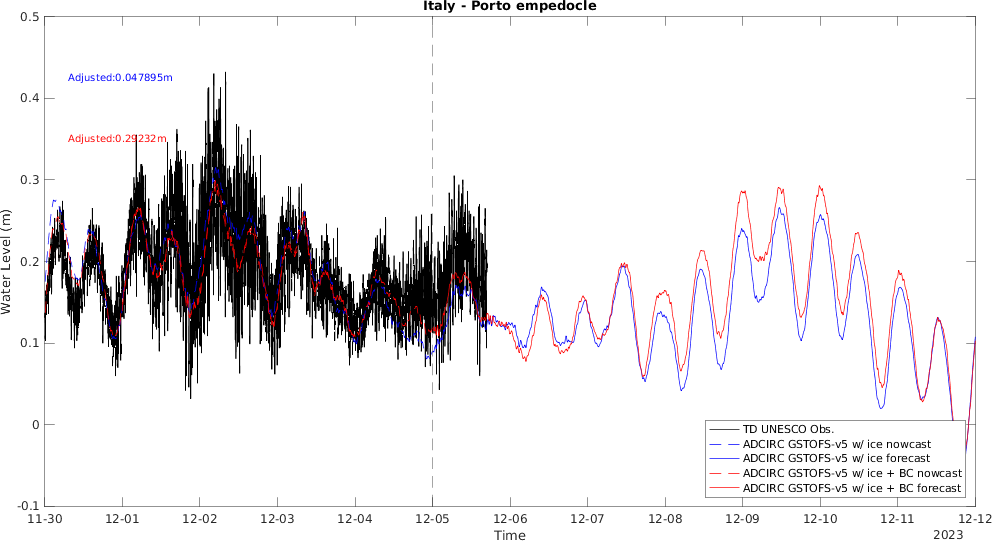 Italy - Porto empedocle
0.5
Adjusted:0.047895m
0.4
Adjusted:0.29232m
0.3
Water Level (m)
0.2
0.1
0
-0.1
TD UNESCO Obs.
ADCIRC GSTOFS-v5 w/ ice nowcast
ADCIRC GSTOFS-v5 w/ ice forecast
ADCIRC GSTOFS-v5 w/ ice + BC nowcast
ADCIRC GSTOFS-v5 w/ ice + BC forecast
11-30 12-01 12-02 12-03 12-04 12-05 12-06 12-07 12-08 12-09 12-10 12-11 12-12
Time
2023